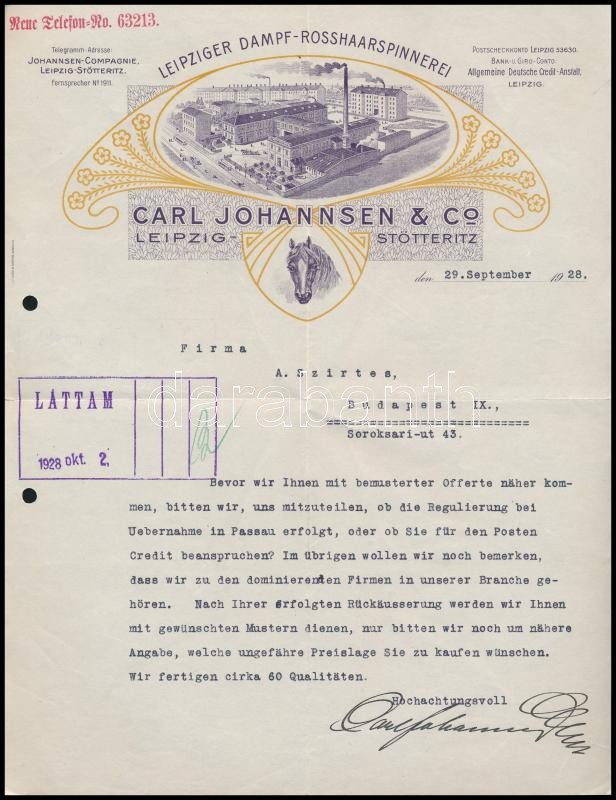 Neue Telefon-No. 63213.
Telegramm-Adresse:
JOHANNSEN-COMPAGNIE,
LEIPZIG-STÖTTERITZ.
Fernsprecher No 1911.
LEIPZIGER DAMPF-ROSSHAARSPINNEREI
POSTSCHECKKONTO LEIPZIG 53630.
BANK- U. GIRO-CONTO:
Allgemeine Deutsche Credit-Anstalt,
LEIPZIG.
CARL JOHANNSEN & Co
LEIPZIG-STÖTTERITZ
den 29.September 1928.
Firma
A. Szirtes,
Budapest IX.,
Soroksari-ut 43.
LÁTTAM
1928 okt. 2.
darabanth
Bevor wir Ihnen mit bemusterter Offerte näher kom-
men, bitten wir, uns mitzuteilen, ob die Regulierung bei
Uebernahme in Passau erfolgt, oder ob Sie für den Posten
Credit beanspruchen? Im übrigen wollen wir noch bemerken,
dass wir zu den dominierenden Firmen in unserer Branche ge-
hören. Nach Ihrer erfolgten Rückäusserung werden wir Ihnen
mit gewünschten Mustern dienen, nur bitten wir noch um nähere
Angabe, welche ungefähre Preislage Sie zu kaufen wünschen.
Wir fertigen cirka 60 Qualitäten.
Hochachtungsvoll
Carl Johannsen & Co